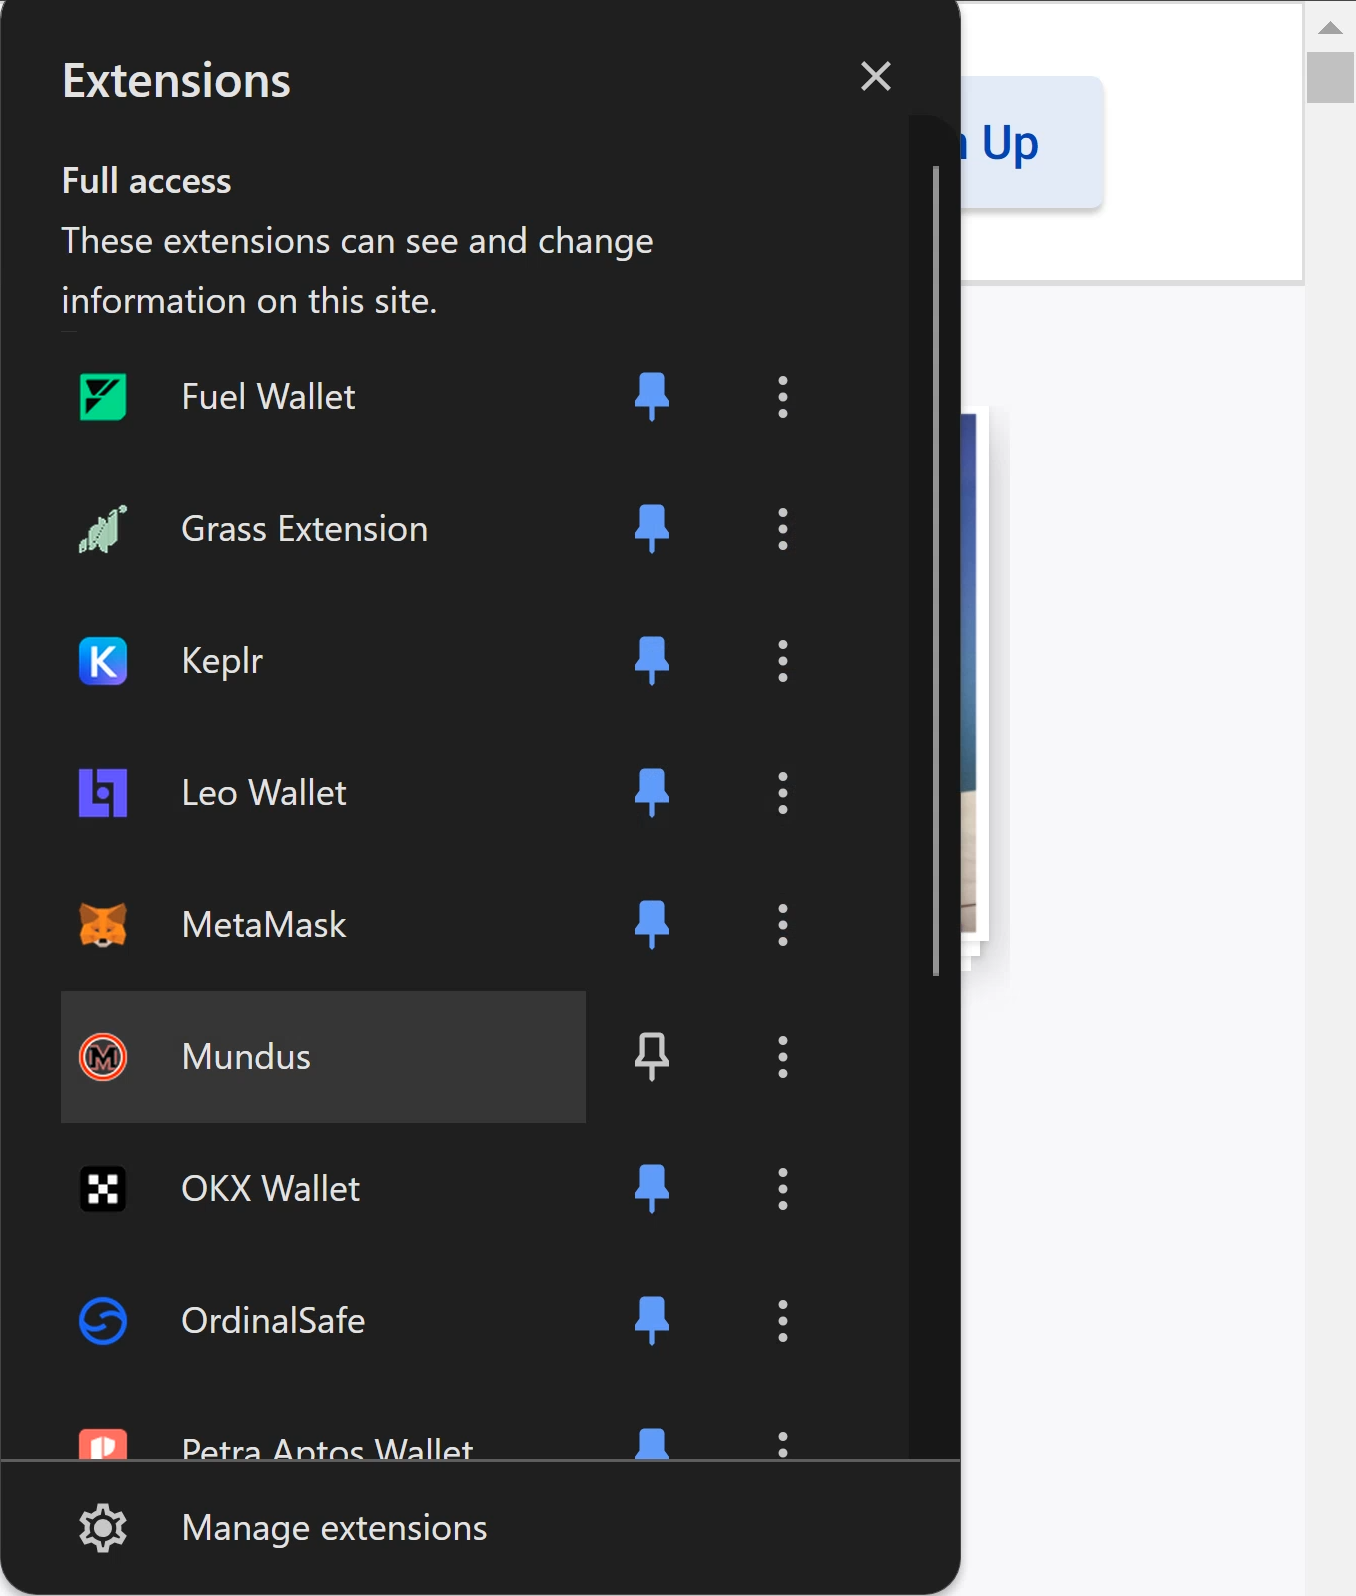 Extensions
Up
Full access
These extensions can see and change
information on this site.
Fuel Wallet
Grass Extension
K Keplr
Leo Wallet
MetaMask
M Mundus
OKX Wallet
OrdinalSafe
Petra Aptos Wallet
Manage extensions